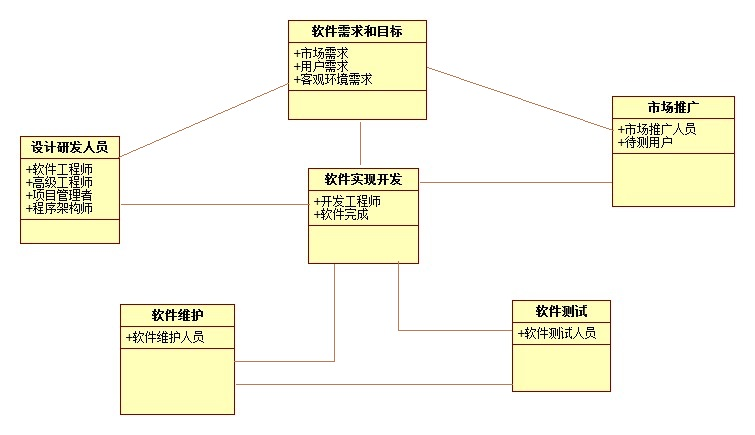 软件需求和目标
+市场需求
+用户需求
+客观环境需求
市场推广
+市场推广人员
+待测用户
设计研发人员
+软件工程师
+高级工程师
+项目管理者
+程序架构师
软件实现开发
+开发工程师
+软件完成
软件维护
+软件维护人员
软件测试
+软件测试人员